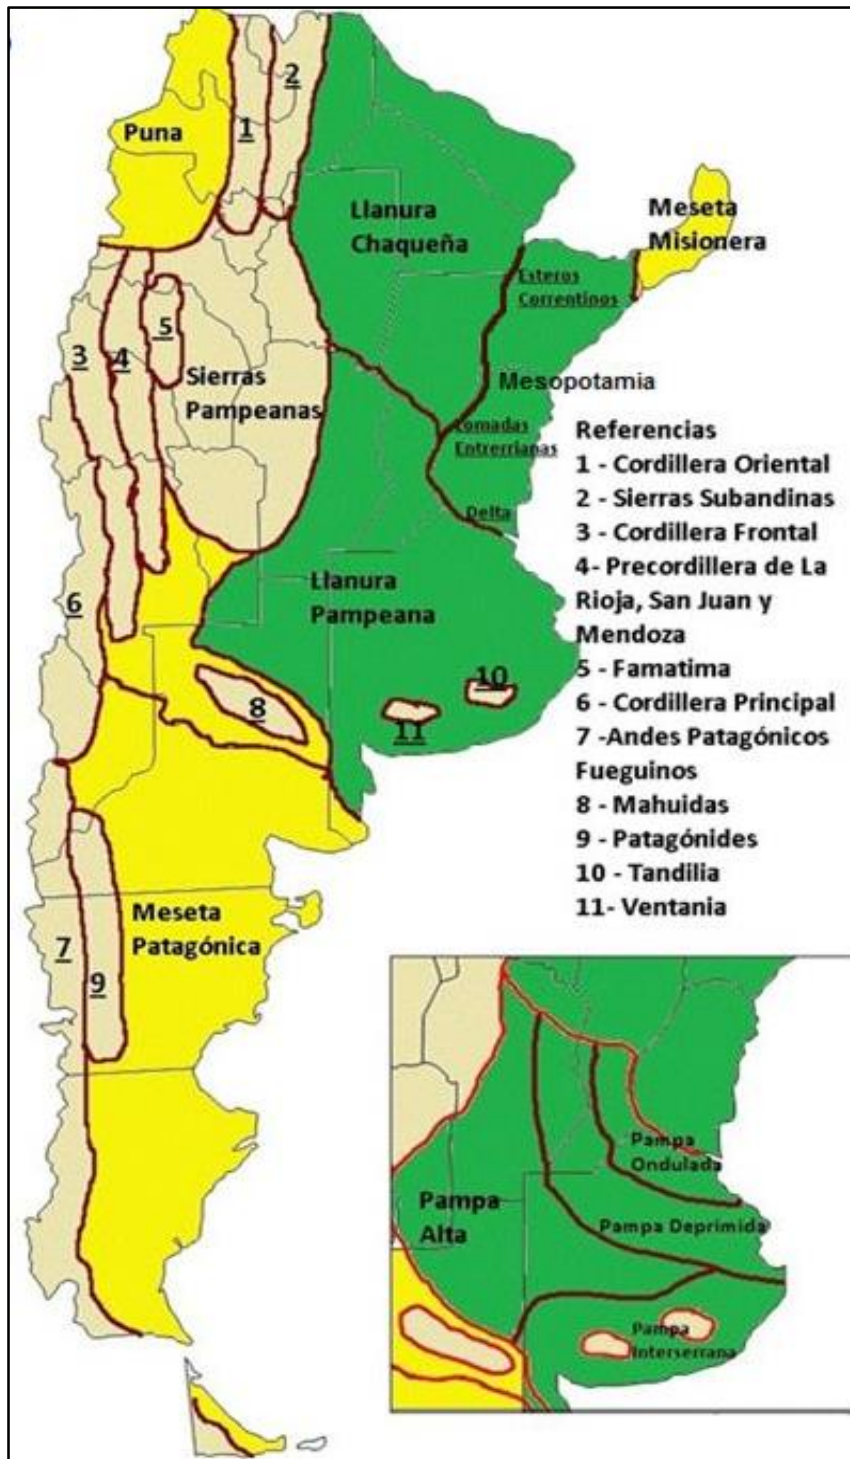 2
1
Puna
Llanura
Chaqueña
Meseta
Misionera
Esteros
Correntinos
5
3
4
Sierras
Pampeanas
Mesopotamia
Lomadas
Entrerrianas
Delta
Referencias
1 - Cordillera Oriental
2 - Sierras Subandinas
3 - Cordillera Frontal
4- Precordillera de La
Rioja, San Juan y
Mendoza
5 - Famatima
6 - Cordillera Principal
7 -Andes Patagónicos
Fueguinos
8 - Mahuidas
9 - Patagónides
10 - Tandilia
11- Ventania
Llanura
Pampeana
6
10
8
11
Meseta
Patagónica
7
9
Pampa
Ondulada
Pampa
Alta
Pampa Deprimida
Pampa
Interserrana